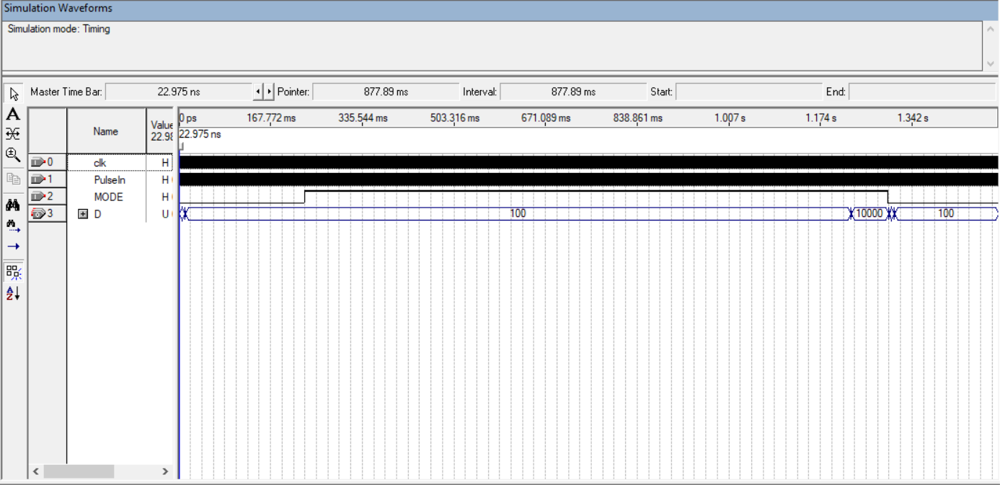 Simulation Waveforms
Simulation mode: Timing
Master Time Bar: 22.975 ns Pointer: 877.89 ms Interval: 877.89 ms Start: End:
Name Value 22.98 0 ps 167.772 ms 335.544 ms 503.316 ms 671.089 ms 838.861 ms 1.007 s 1.174 s 1.342 s
22.975 ns
0 clk H
1 PulseIn H
2 MODE H
3 D U 100 10000 100